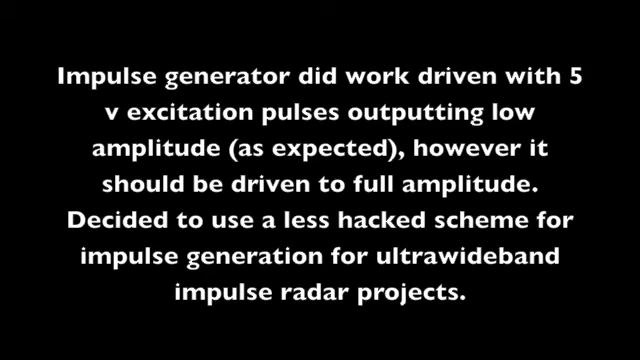 Impulse generator did work driven with 5
v excitation pulses outputting low
amplitude (as expected), however it
should be driven to full amplitude.
Decided to use a less hacked scheme for
impulse generation for ultrawideband
impulse radar projects.